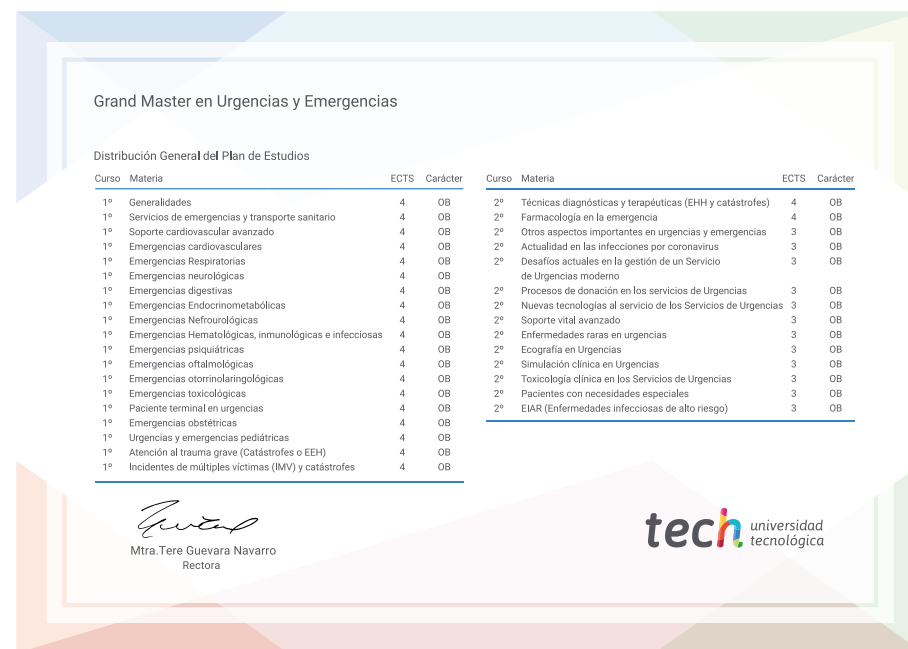 Grand Master en Urgencias y Emergencias
Distribución General del Plan de Estudios
Curso Materia ECTS Carácter
1º Generalidades 4 OB
1º Servicios de emergencias y transporte sanitario 4 OB
1º Soporte cardiovascular avanzado 4 OB
1º Emergencias cardiovasculares 4 OB
1º Emergencias Respiratorias 4 OB
1º Emergencias neurológicas 4 OB
1º Emergencias digestivas 4 OB
1º Emergencias Endocrinometabólicas 4 OB
1º Emergencias Nefrourológicas 4 OB
1º Emergencias Hematológicas, inmunológicas e infecciosas 4 OB
1º Emergencias psiquiátricas 4 OB
1º Emergencias oftalmológicas 4 OB
1º Emergencias otorrinolaringológicas 4 OB
1º Emergencias toxicológicas 4 OB
1º Paciente terminal en urgencias 4 OB
1º Emergencias obstétricas 4 OB
1º Urgencias y emergencias pediátricas 4 OB
1º Atención al trauma grave (Catástrofes o EEH) 4 OB
1º Incidentes de múltiples víctimas (IMV) y catástrofes 4 OB
Curso Materia ECTS Carácter
2º Técnicas diagnósticas y terapéuticas (EHH y catástrofes) 4 OB
2º Farmacología en la emergencia 4 OB
2º Otros aspectos importantes en urgencias y emergencias 3 OB
2º Actualidad en las infecciones por coronavirus 3 OB
2º Desafíos actuales en la gestión de un Servicio 3 OB
de Urgencias moderno
2º Procesos de donación en los servicios de Urgencias 3 OB
2º Nuevas tecnologías al servicio de los Servicios de Urgencias 3 OB
2º Soporte vital avanzado 3 OB
2º Enfermedades raras en urgencias 3 OB
2º Ecografía en Urgencias 3 OB
2º Simulación clínica en Urgencias 3 OB
2º Toxicología clínica en los Servicios de Urgencias 3 OB
2º Pacientes con necesidades especiales 3 OB
2º EIAR (Enfermedades infecciosas de alto riesgo) 3 OB
Mtra.Tere Guevara Navarro
Rectora
tech universidad
tecnológica